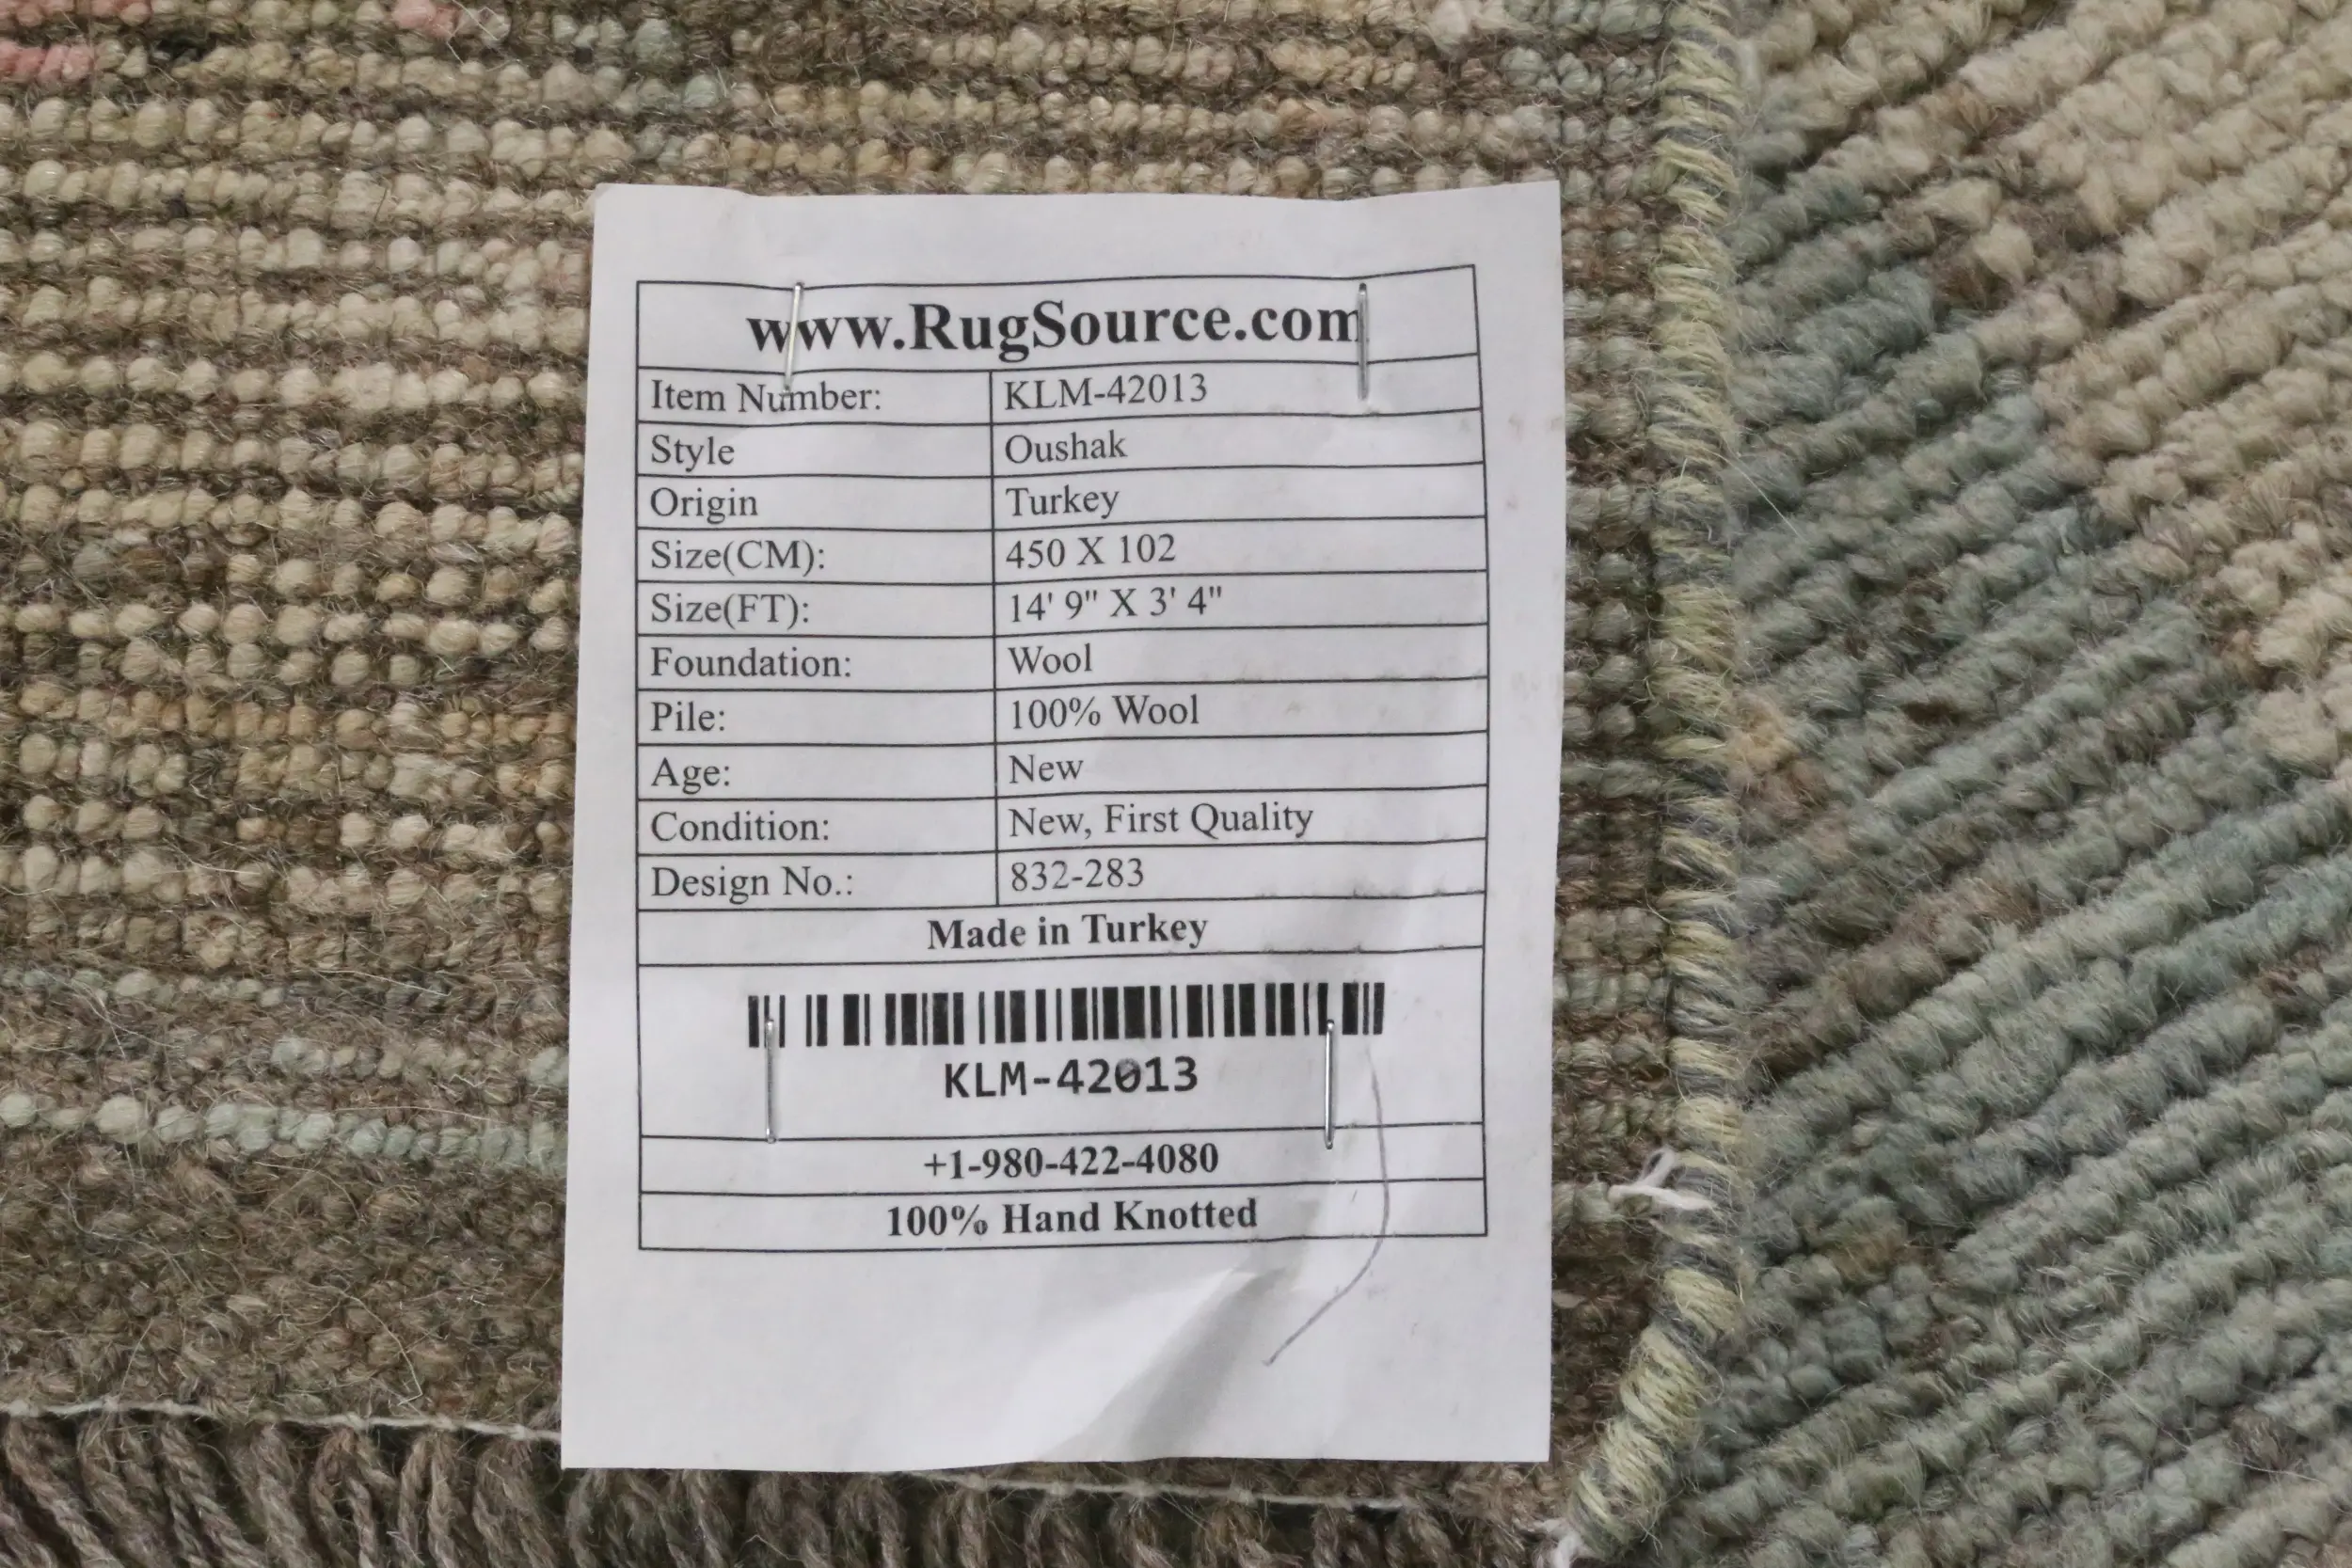 www.RugSource.com
Item Number: KLM-42013
Style Oushak
Origin Turkey
Size(CM): 450 X 102
Size(FT): 14' 9" X 3' 4"
Foundation: Wool
Pile: 100% Wool
Age: New
Condition: New, First Quality
Design No.: 832-283
Made in Turkey
KLM-42013
+1-980-422-4080
100% Hand Knotted